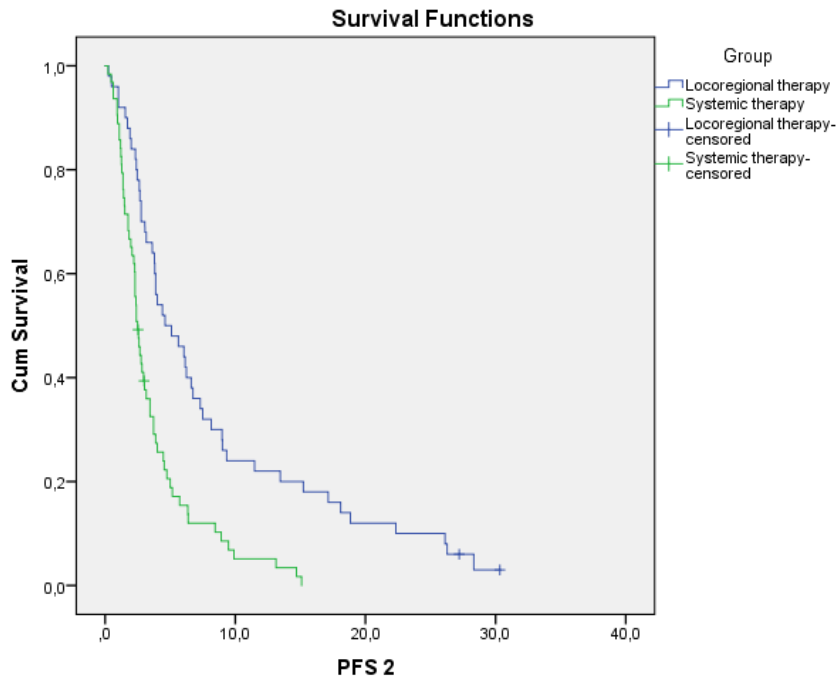 Survival Functions
Group
Locoregional therapy
Systemic therapy
Locoregional therapy-
censored
Systemic therapy-
censored
Cum Survival
1,0
0,8
0,6
0,4
0,2
0,0
,0
10,0
20,0
30,0
40,0
PFS 2